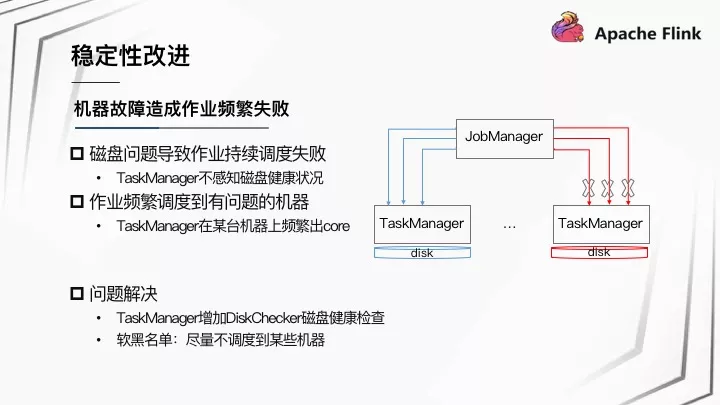 Apache Flink
稳定性改进
机器故障造成作业频繁失败
磁盘问题导致作业持续调度失败
• TaskManager不感知磁盘健康状况
作业频繁调度到有问题的机器
• TaskManager在某台机器上频繁出core
JobManager
TaskManager
...
TaskManager
disk
disk
问题解决
• TaskManager增加DiskChecker磁盘健康检查
• 软黑名单：尽量不调度到某些机器